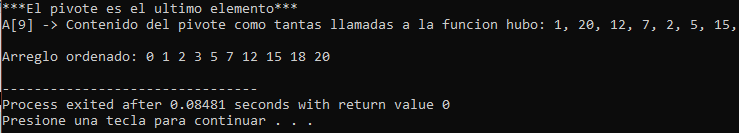 ***El pivote es el ultimo elemento***
A[9] -> Contenido del pivote como tantas llamadas a la funcion hubo: 1, 20, 12, 7, 2, 5, 15,
Arreglo ordenado: 0 1 2 3 5 7 12 15 18 20
--------------------------------
Process exited after 0.08481 seconds with return value 0
Presione una tecla para continuar . . .